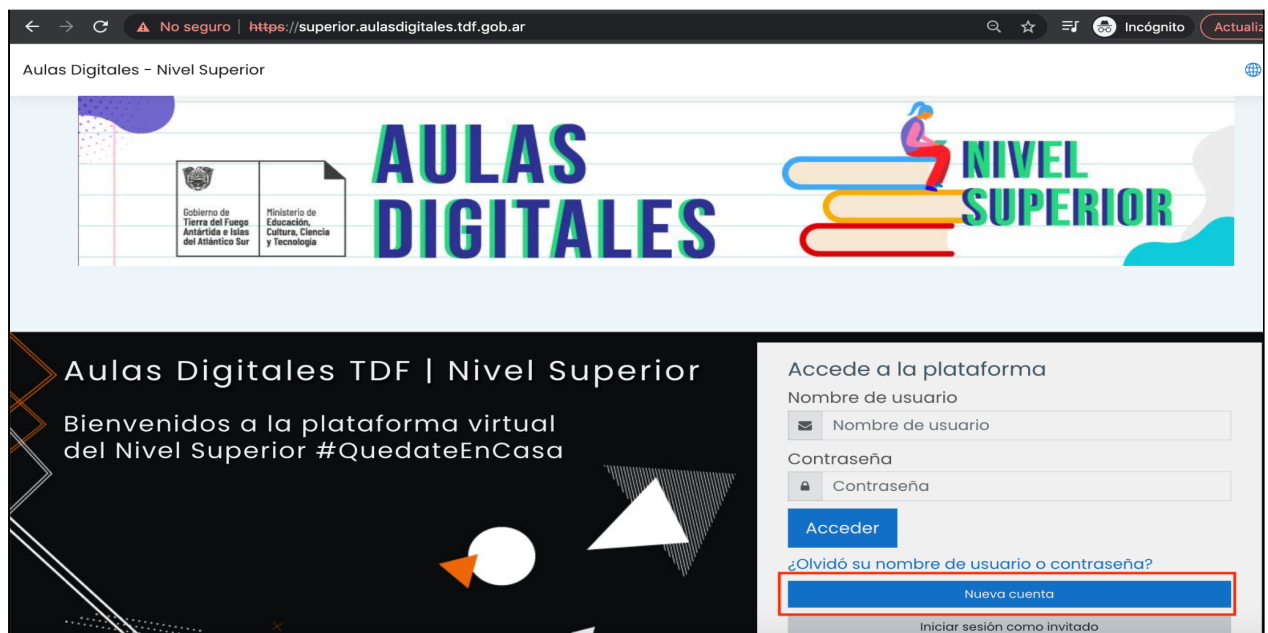 No seguro | https://superior.aulasdigitales.tdf.gob.ar
Incógnito
Aulas Digitales - Nivel Superior
Gobierno de
Tierra del Fuego
Antártida e Islas
del Atlántico Sur
Ministerio de
Educación,
Cultura, Ciencia
y Tecnología
AULAS
DIGITALES
NIVEL
SUPERIOR
Aulas Digitales TDF | Nivel Superior
Bienvenidos a la plataforma virtual
del Nivel Superior #QuedateEnCasa
Accede a la plataforma
Nombre de usuario
Nombre de usuario
Contraseña
Contraseña
Acceder
¿Olvidó su nombre de usuario o contraseña?
Nueva cuenta
Iniciar sesión como invitado